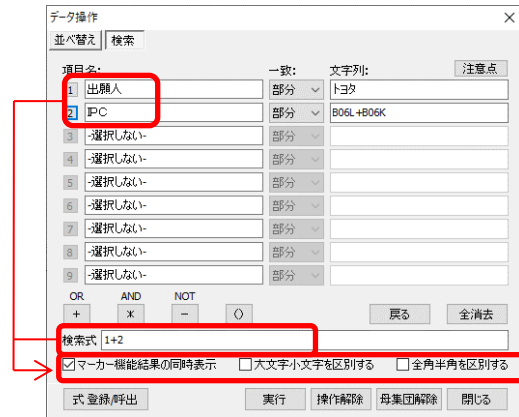 データ操作
並べ替え 検索
項目名: 一致: 文字列: 注意点
1 出願人 部分 トヨタ
2 IPC 部分 B06L+B06K
3 -選択しない- 部分
4 -選択しない- 部分
5 -選択しない- 部分
6 -選択しない- 部分
7 -選択しない- 部分
8 -選択しない- 部分
9 -選択しない- 部分
OR AND NOT
+ * - () 戻る 全消去
検索式 1+2
マーカー機能結果の同時表示 大文字小文字を区別する 全角半角を区別する
式 登録/呼出 実行 操作解除 母集団解除 閉じる